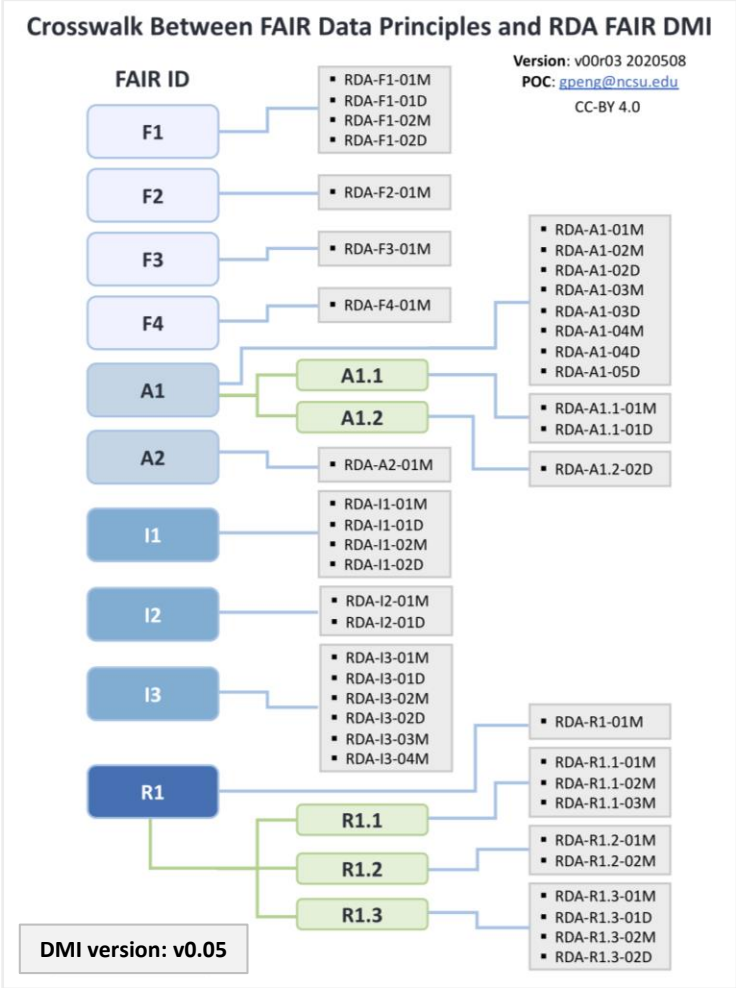 Crosswalk Between FAIR Data Principles and RDA FAIR DMI
Version: v00r03 2020508
POC: gpeng@ncsu.edu
CC-BY 4.0
FAIR ID
F1
▪ RDA-F1-01M
▪ RDA-F1-01D
▪ RDA-F1-02M
▪ RDA-F1-02D
F2
▪ RDA-F2-01M
F3
▪ RDA-F3-01M
F4
▪ RDA-F4-01M
A1
▪ RDA-A1-01M
▪ RDA-A1-02M
▪ RDA-A1-02D
▪ RDA-A1-03M
▪ RDA-A1-03D
▪ RDA-A1-04M
▪ RDA-A1-04D
▪ RDA-A1-05D
A1.1
▪ RDA-A1.1-01M
▪ RDA-A1.1-01D
A1.2
▪ RDA-A1.2-02D
A2
▪ RDA-A2-01M
I1
▪ RDA-I1-01M
▪ RDA-I1-01D
▪ RDA-I1-02M
▪ RDA-I1-02D
I2
▪ RDA-I2-01M
▪ RDA-I2-01D
I3
▪ RDA-I3-01M
▪ RDA-I3-01D
▪ RDA-I3-02M
▪ RDA-I3-02D
▪ RDA-I3-03M
▪ RDA-I3-04M
R1
▪ RDA-R1-01M
R1.1
▪ RDA-R1.1-01M
▪ RDA-R1.1-02M
▪ RDA-R1.1-03M
R1.2
▪ RDA-R1.2-01M
▪ RDA-R1.2-02M
R1.3
▪ RDA-R1.3-01M
▪ RDA-R1.3-01D
▪ RDA-R1.3-02M
▪ RDA-R1.3-02D
DMI version: v0.05